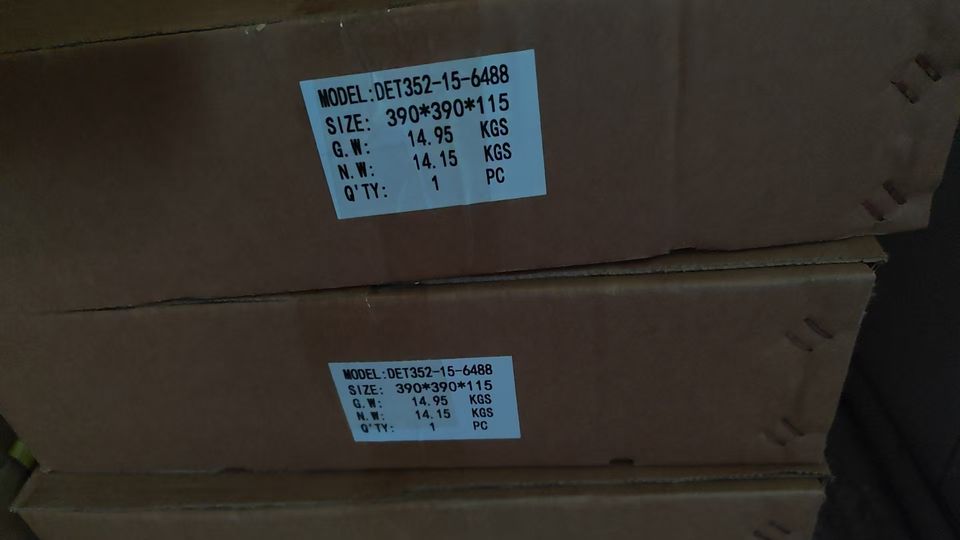 MODEL:DET352-15-6488
SIZE: 390*390*115
G.W: 14.95 KGS
N.W: 14.15 KGS
Q'TY: 1 PC
MODEL:DET352-15-6488
SIZE: 390*390*115
G.W: 14.95 KGS
N.W: 14.15 KGS
Q'TY: 1 PC